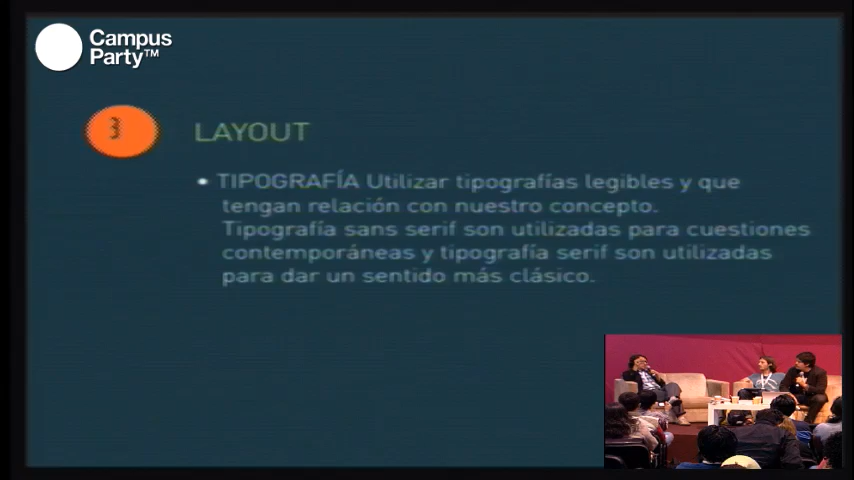 Campus
Party™
3
LAYOUT
• TIPOGRAFÍA Utilizar tipografías legibles y que
tengan relación con nuestro concepto.
Tipografía sans serif son utilizadas para cuestiones
contemporáneas y tipografía serif son utilizadas
para dar un sentido más clásico.